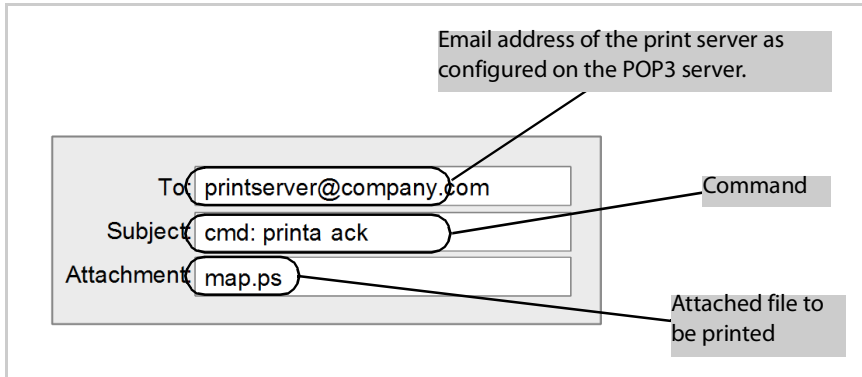 Email address of the print server as
configured on the POP3 server.
To: printserver@company.com
Subject: cmd: printa ack
Command
Attachment: map.ps
Attached file to
be printed